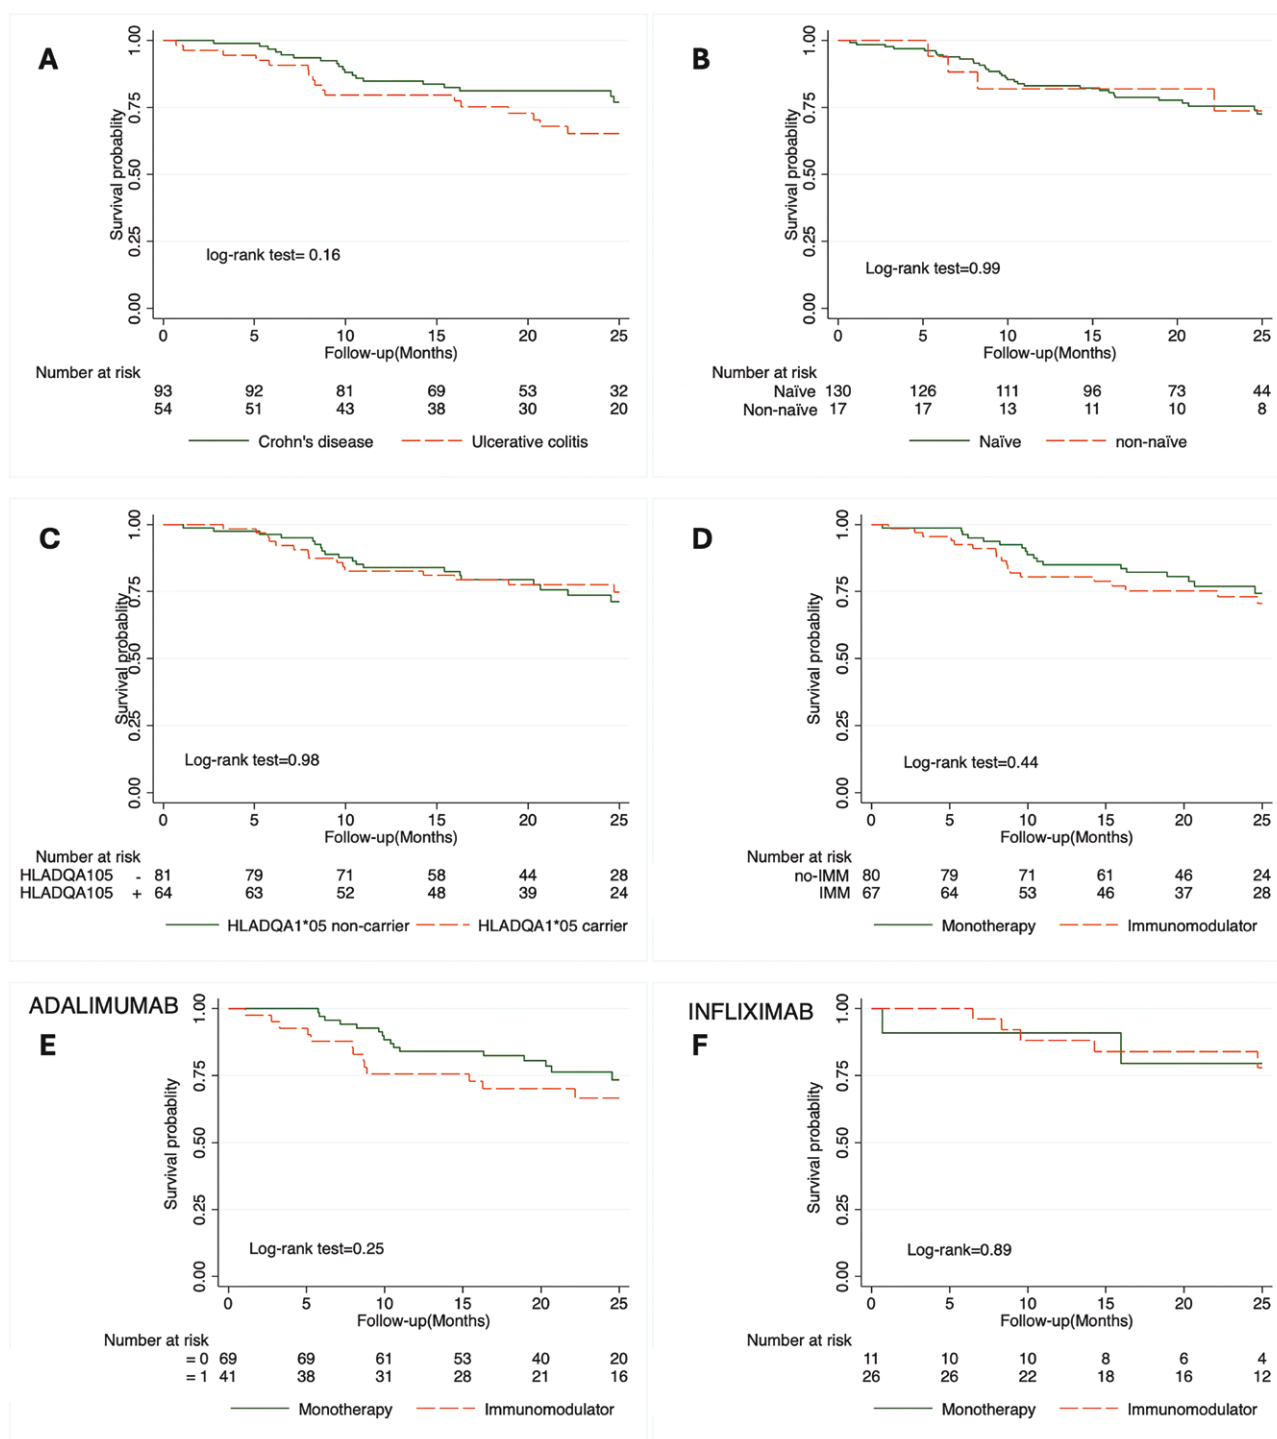 A
1.00
0.75
0.50
0.25
0.00
Survival probablity
log-rank test= 0.16
0 5 10 15 20 25
Follow-up(Months)
Number at risk
93 92 81 69 53 32
54 51 43 38 30 20
Crohn's disease Ulcerative colitis
B
1.00
0.75
0.50
0.25
0.00
Survival probablity
Log-rank test=0.99
0 5 10 15 20 25
Follow-up(Months)
Number at risk
Naïve 130 126 111 96 73 44
Non-naïve 17 17 13 11 10 8
Naïve non-naïve
C
1.00
0.75
0.50
0.25
0.00
Survival probablity
Log-rank test=0.98
0 5 10 15 20 25
Follow-up(Months)
Number at risk
HLADQA105 - 81 79 71 58 44 28
HLADQA105 + 64 63 52 48 39 24
HLADQA1*05 non-carrier HLADQA1*05 carrier
D
1.00
0.75
0.50
0.25
0.00
Survival probablity
Log-rank test=0.44
0 5 10 15 20 25
Follow-up(Months)
Number at risk
no-IMM 80 79 71 61 46 24
IMM 67 64 53 46 37 28
Monotherapy Immunomodulator
ADALIMUMAB
E
1.00
0.75
0.50
0.25
0.00
Survival probablity
Log-rank test=0.25
0 5 10 15 20 25
Follow-up(Months)
Number at risk
= 0 69 69 61 53 40 20
= 1 41 38 31 28 21 16
Monotherapy Immunomodulator
INFLIXIMAB
F
1.00
0.75
0.50
0.25
0.00
Survival probablity
Log-rank=0.89
0 5 10 15 20 25
Follow-up(Months)
Number at risk
11 10 10 8 6 4
26 26 22 18 16 12
Monotherapy Immunomodulator